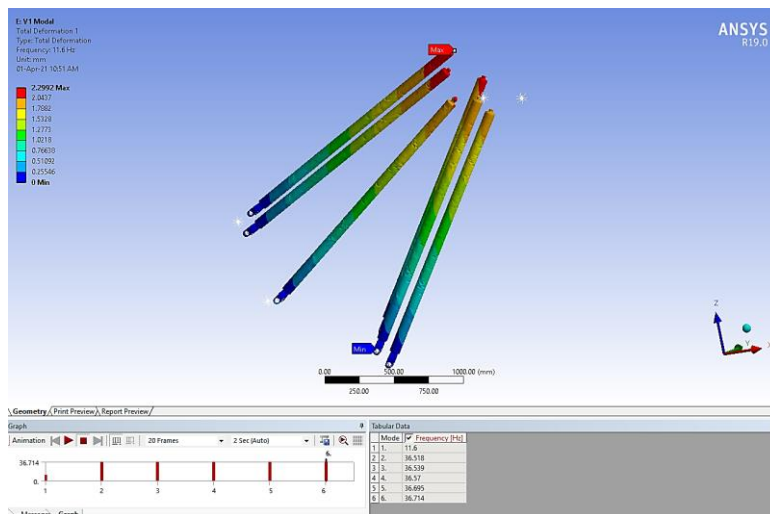 E: V1 Modal
Total Deformation 1
Type: Total Deformation
Frequency: 11.6 Hz
Unit: mm
01-Apr-21 10:51 AM
2.2992 Max
2.0437
1.7882
1.5328
1.2773
1.0218
0.76638
0.51092
0.25546
0 Min
ANSYS
R19.0
Max
Min
0.00 500.00 1000.00 (mm)
250.00 750.00
Z
Y
X
Geometry Print Preview Report Preview
Graph
Animation 20 Frames 2 Sec (Auto)
6.
36.714
0.
1 2 3 4 5 6
Messages Graph
Tabular Data
Mode Frequency [Hz]
1 1. 11.6
2 2. 36.518
3 3. 36.539
4 4. 36.57
5 5. 36.695
6 6. 36.714